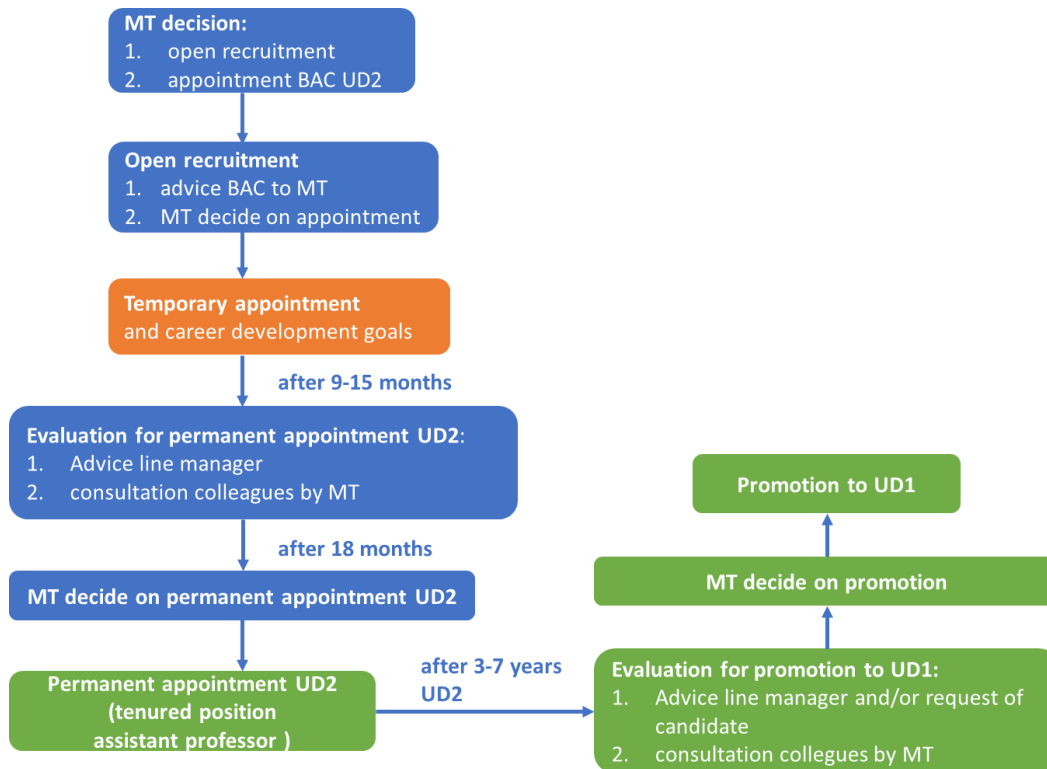 MT decision:
1. open recruitment
2. appointment BAC UD2
Open recruitment
1. advice BAC to MT
2. MT decide on appointment
Temporary appointment
and career development goals
after 9-15 months
Evaluation for permanent appointment UD2:
1. Advice line manager
2. consultation colleagues by MT
after 18 months
MT decide on permanent appointment UD2
Permanent appointment UD2
(tenured position
assistant professor )
after 3-7 years
UD2
Evaluation for promotion to UD1:
1. Advice line manager and/or request of
candidate
2. consultation collegues by MT
MT decide on promotion
Promotion to UD1